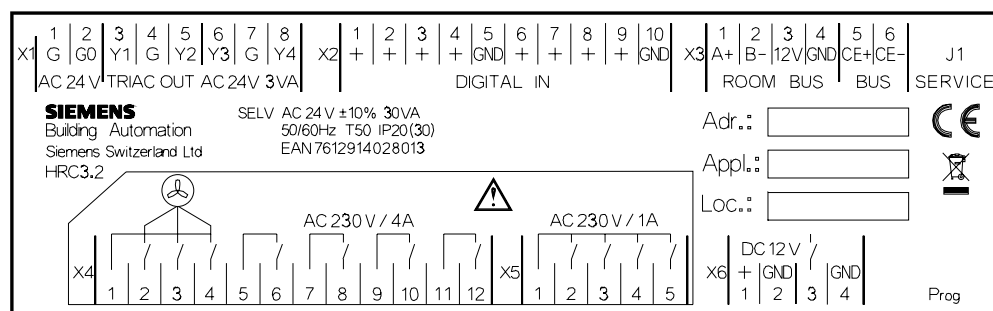 1 2 3 4 5 6 7 8 1 2 3 4 5 6 7 8 9 10 1 2 3 4 5 6
X1 G G0 Y1 G Y2 Y3 G Y4 X2 + + + + GND + + + + GND X3 A+ B- 12V GND CE+ CE- J1
AC 24 V TRIAC OUT AC 24V 3VA DIGITAL IN ROOM BUS BUS SERVICE
SIEMENS SELV AC 24 V ±10% 30VA
Building Automation 50/60Hz T50 IP20(30)
Siemens Switzerland Ltd EAN 7612914028013
HRC3.2
Adr.:
CE
Appl.:
Loc.:
AC 230 V / 4A AC 230 V / 1A
DC 12 V
X4 X5 X6 + GND GND
1 2 3 4 5 6 7 8 9 10 11 12 1 2 3 4 5 1 2 3 4 Prog